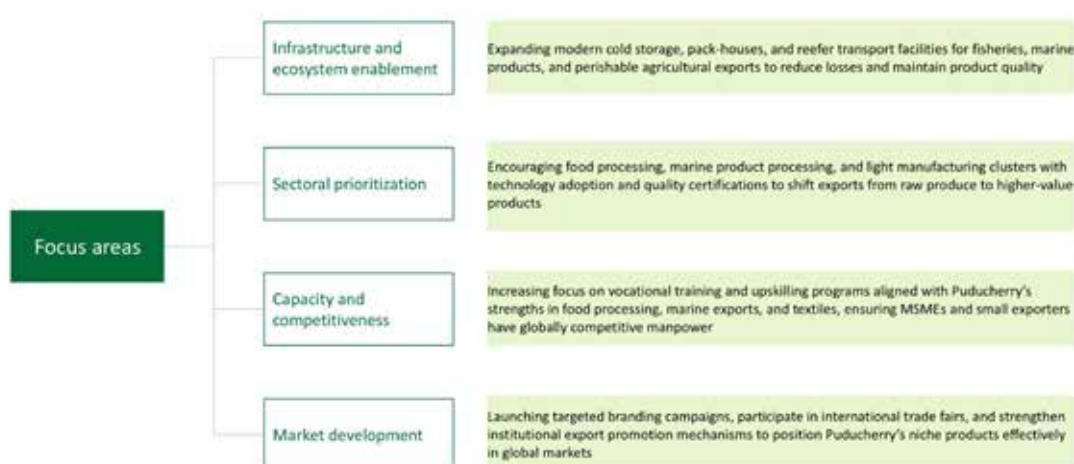 Infrastructure and
ecosystem enablement
Expanding modern cold storage, pack-houses, and reefer transport facilities for fisheries, marine
products, and perishable agricultural exports to reduce losses and maintain product quality
Sectoral prioritization
Encouraging food processing, marine product processing, and light manufacturing clusters with
technology adoption and quality certifications to shift exports from raw produce to higher-value
products
Focus areas
Capacity and
competitiveness
Increasing focus on vocational training and upskilling programs aligned with Puducherry's
strengths in food processing, marine exports, and textiles, ensuring MSMEs and small exporters
have globally competitive manpower
Market development
Launching targeted branding campaigns, participate in international trade fairs, and strengthen
institutional export promotion mechanisms to position Puducherry's niche products effectively
in global markets